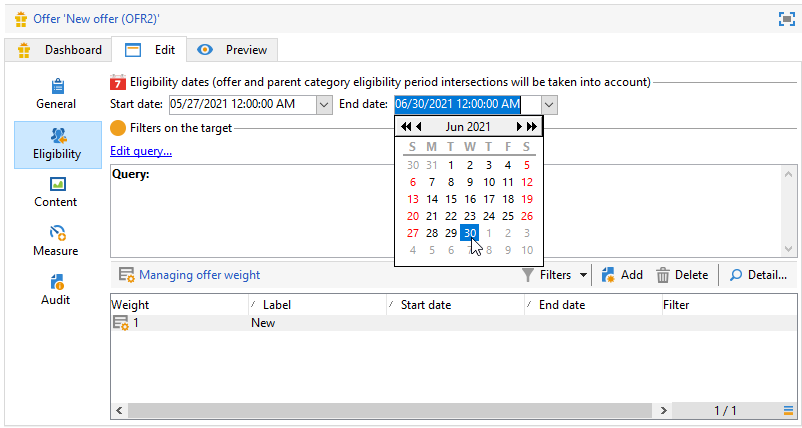 Offer 'New offer (OFR2)'
Dashboard Edit Preview
General
Eligibility
Content
Measure
Audit
7 Eligibility dates (offer and parent category eligibility period intersections will be taken into account)
Start date: 05/27/2021 12:00:00 AM End date: 06/30/2021 12:00:00 AM
Filters on the target
Edit query...
Query:
Jun 2021
S M T W T F S
30 31 1 2 3 4 5
6 7 8 9 10 11 12
13 14 15 16 17 18 19
20 21 22 23 24 25 26
27 28 29 30 1 2 3
4 5 6 7 8 9 10
Managing offer weight Filters Add Delete Detail...
Weight Label Start date End date Filter
1 New
1 / 1